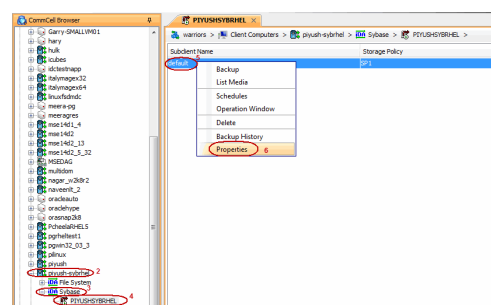 CommCell Browser
PIYUSHSYBRHEL
warriors > Client Computers > piyush-sybrhel > Sybase > PIYUSHSYBRHEL >
Subclient Name Storage Policy
default 5 SP1
Backup
List Media
Schedules
Operation Window
Delete
Backup History
Properties 6
Garry-SMALLVM01
hary
hulk
icubes
idctestnapp
italymagex32
italymagex64
linuxfsdmdc
meera-pg
meeragres
mse14d1_4
mse14d2
mse14d2_13
mse14d2_5_32
MSEDAG
multidom
nagar_w2k8r2
naveenlt_2
oracleauto
oraclehype
orasnap2k8
PcheelaRHEL5
pgrheltest1
pgwin32_03_3
pilinux
piyush
piyush-sybrhel 2
File System
Sybase 3
PIYUSHSYBRHEL 4